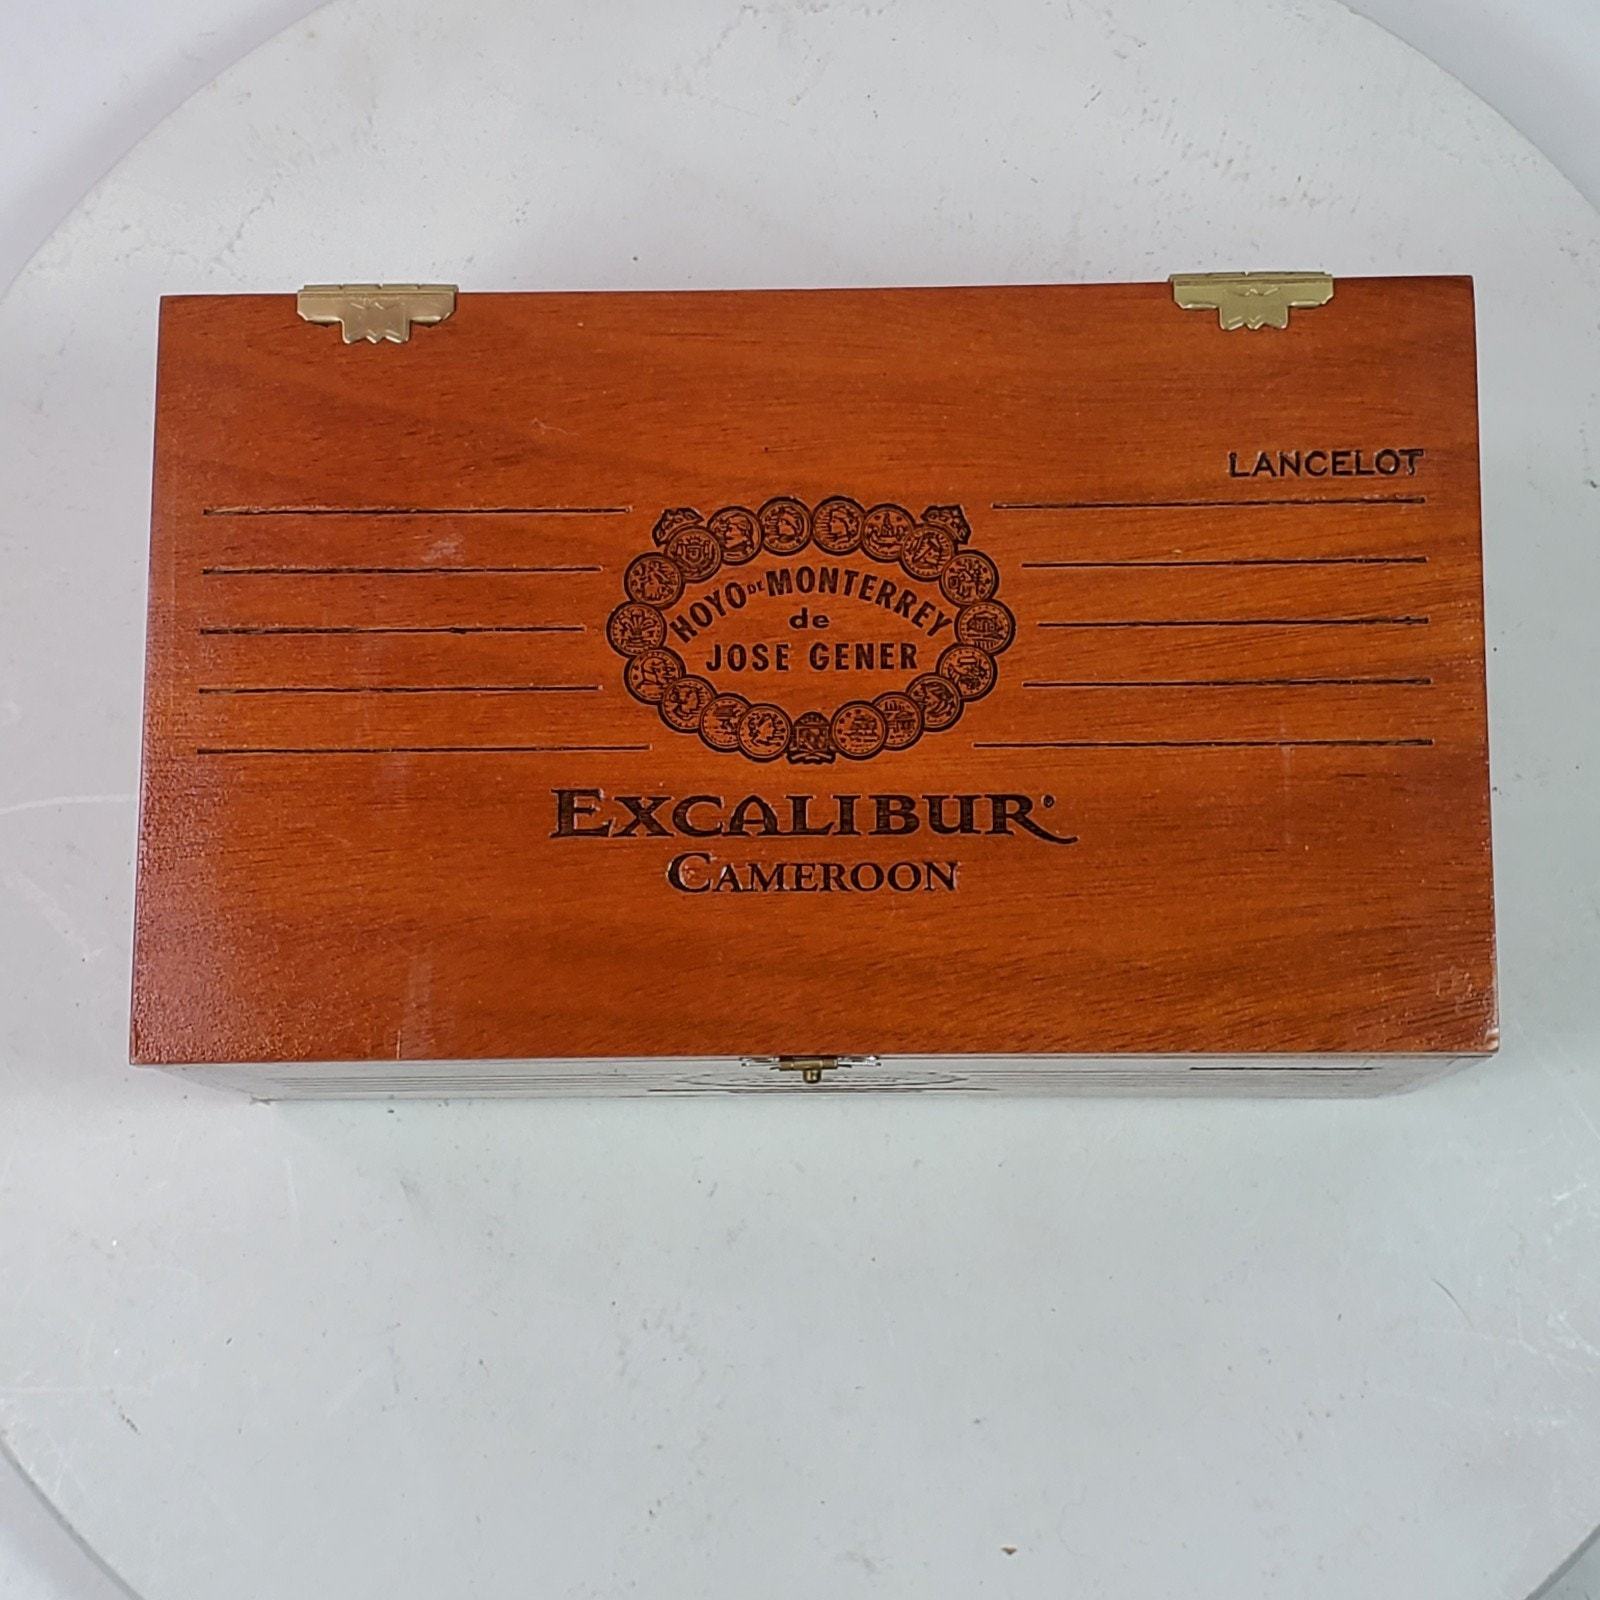 LANCELOT
HOYO DE MONTERREY
de
JOSE GENER
EXCALIBUR®
CAMEROON